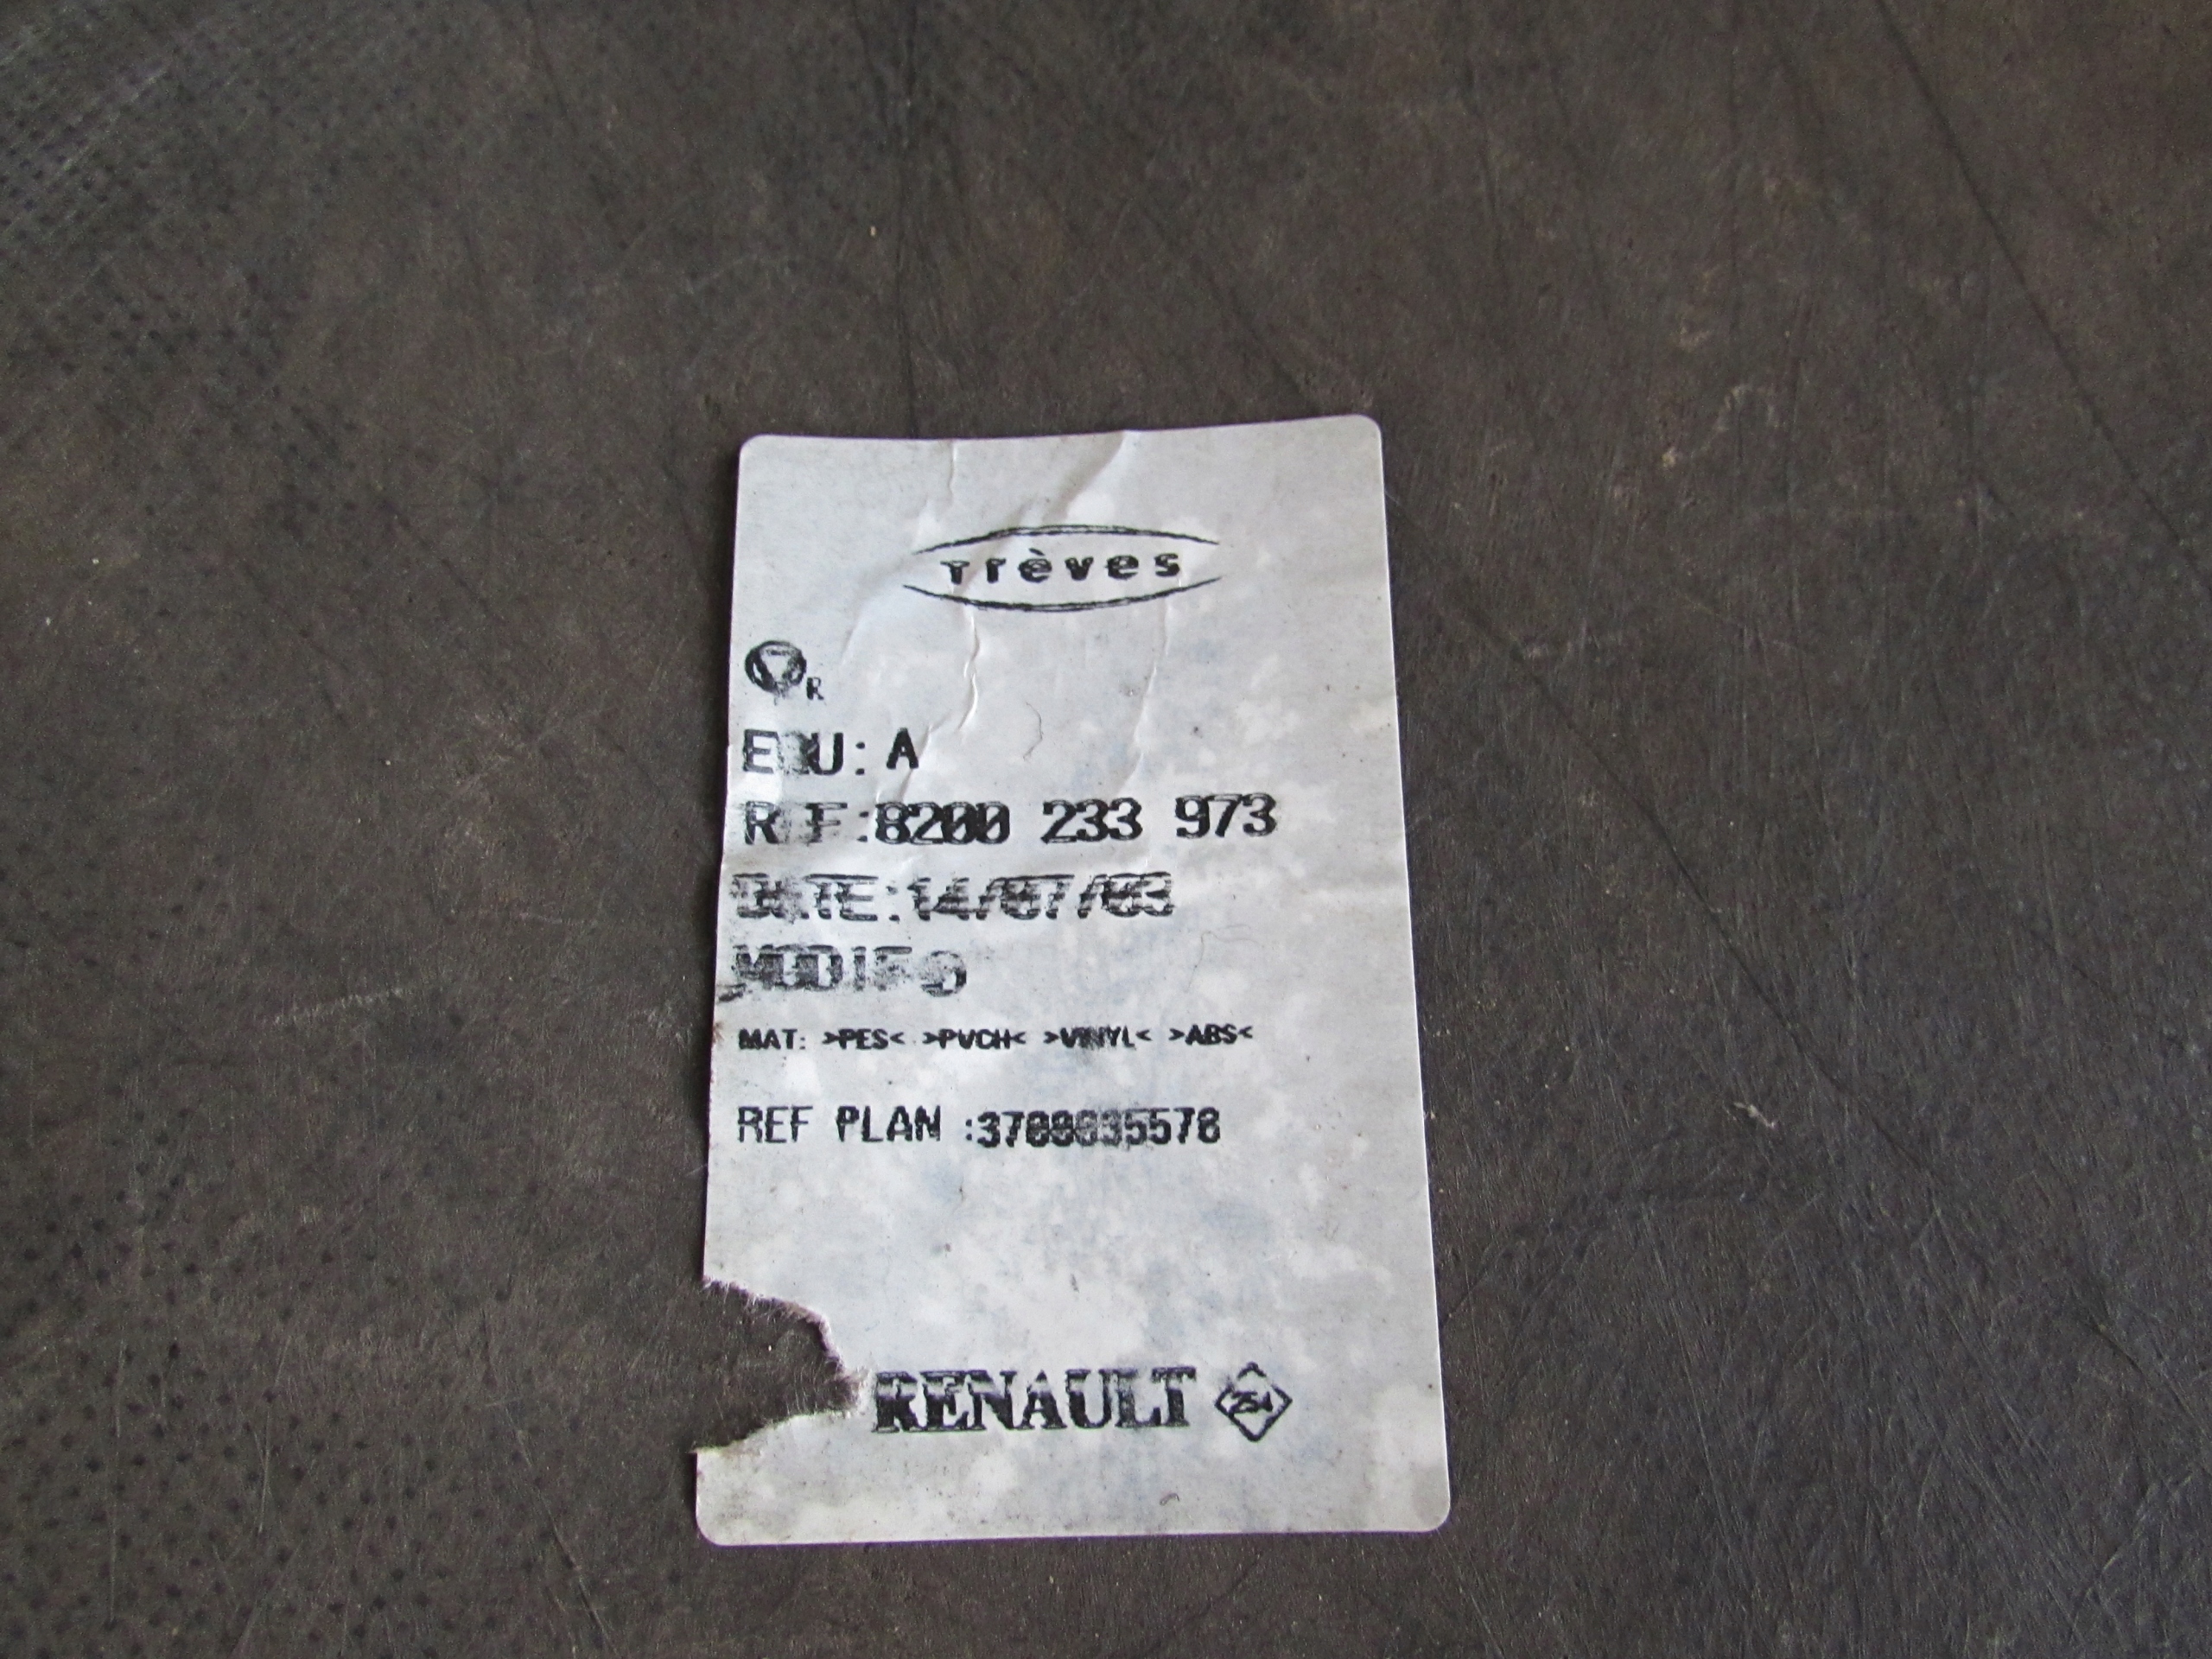 Trèves
R
EQU: A
REF:8200 233 973
DATE:14/07/03
MODIF
MAT: >PES< >PVCH< >VINYL< >ABS<
REF PLAN :
RENAULT